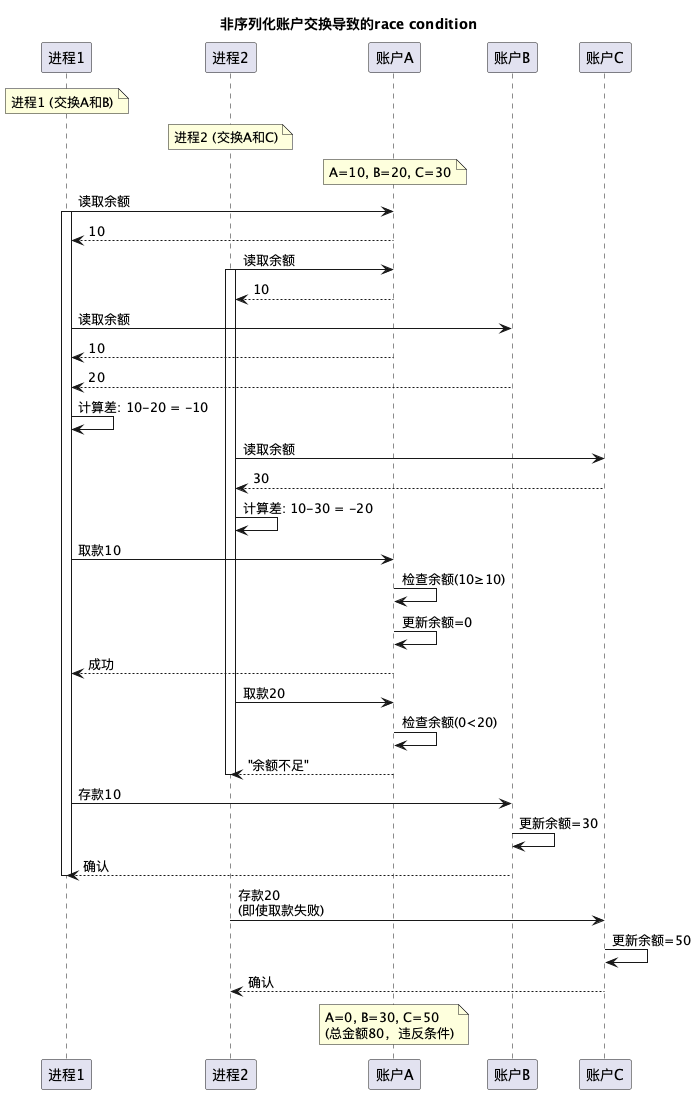 非序列化账户交换导致的race condition
进程1
进程2
账户A
账户B
账户C
进程1 (交换A和B)
进程2 (交换A和C)
A=10, B=20, C=30
读取余额
10
读取余额
10
读取余额
10
20
计算差: 10-20 = -10
读取余额
30
计算差: 10-30 = -20
取款10
检查余额(10≥10)
更新余额=0
成功
取款20
检查余额(0<20)
"余额不足"
存款10
更新余额=30
确认
存款20
(即使取款失败)
更新余额=50
确认
A=0, B=30, C=50
(总金额80，违反条件)
进程1
进程2
账户A
账户B
账户C